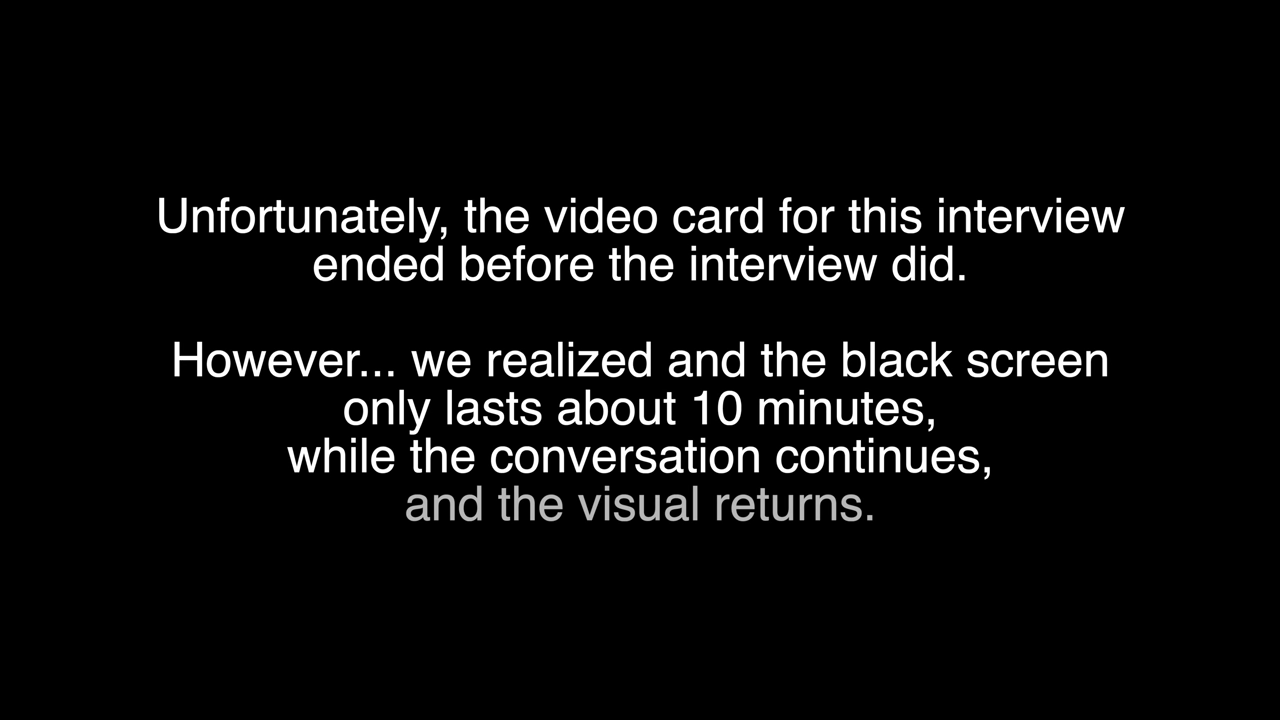 Unfortunately, the video card for this interview
ended before the interview did.
However... we realized and the black screen
only lasts about 10 minutes,
while the conversation continues,
and the visual returns.